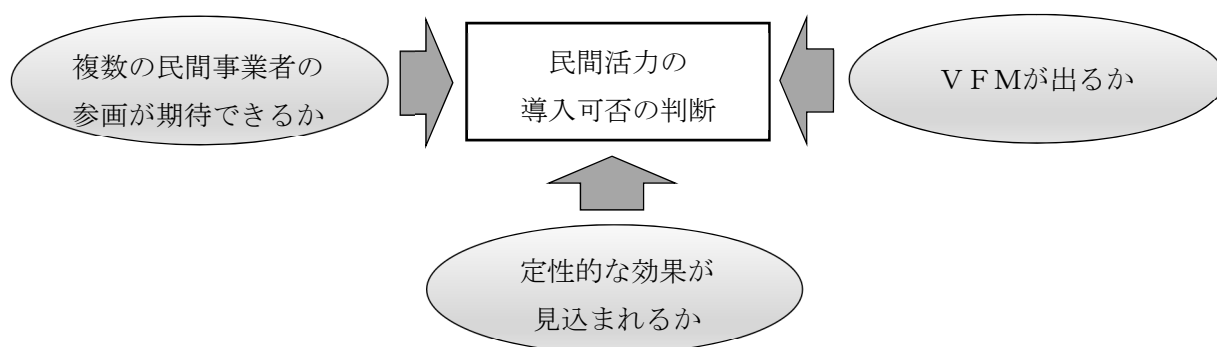 複数の民間事業者の
参画が期待できるか
民間活力の
導入可否の判断
ＶＦＭが出るか
定性的な効果が
見込まれるか